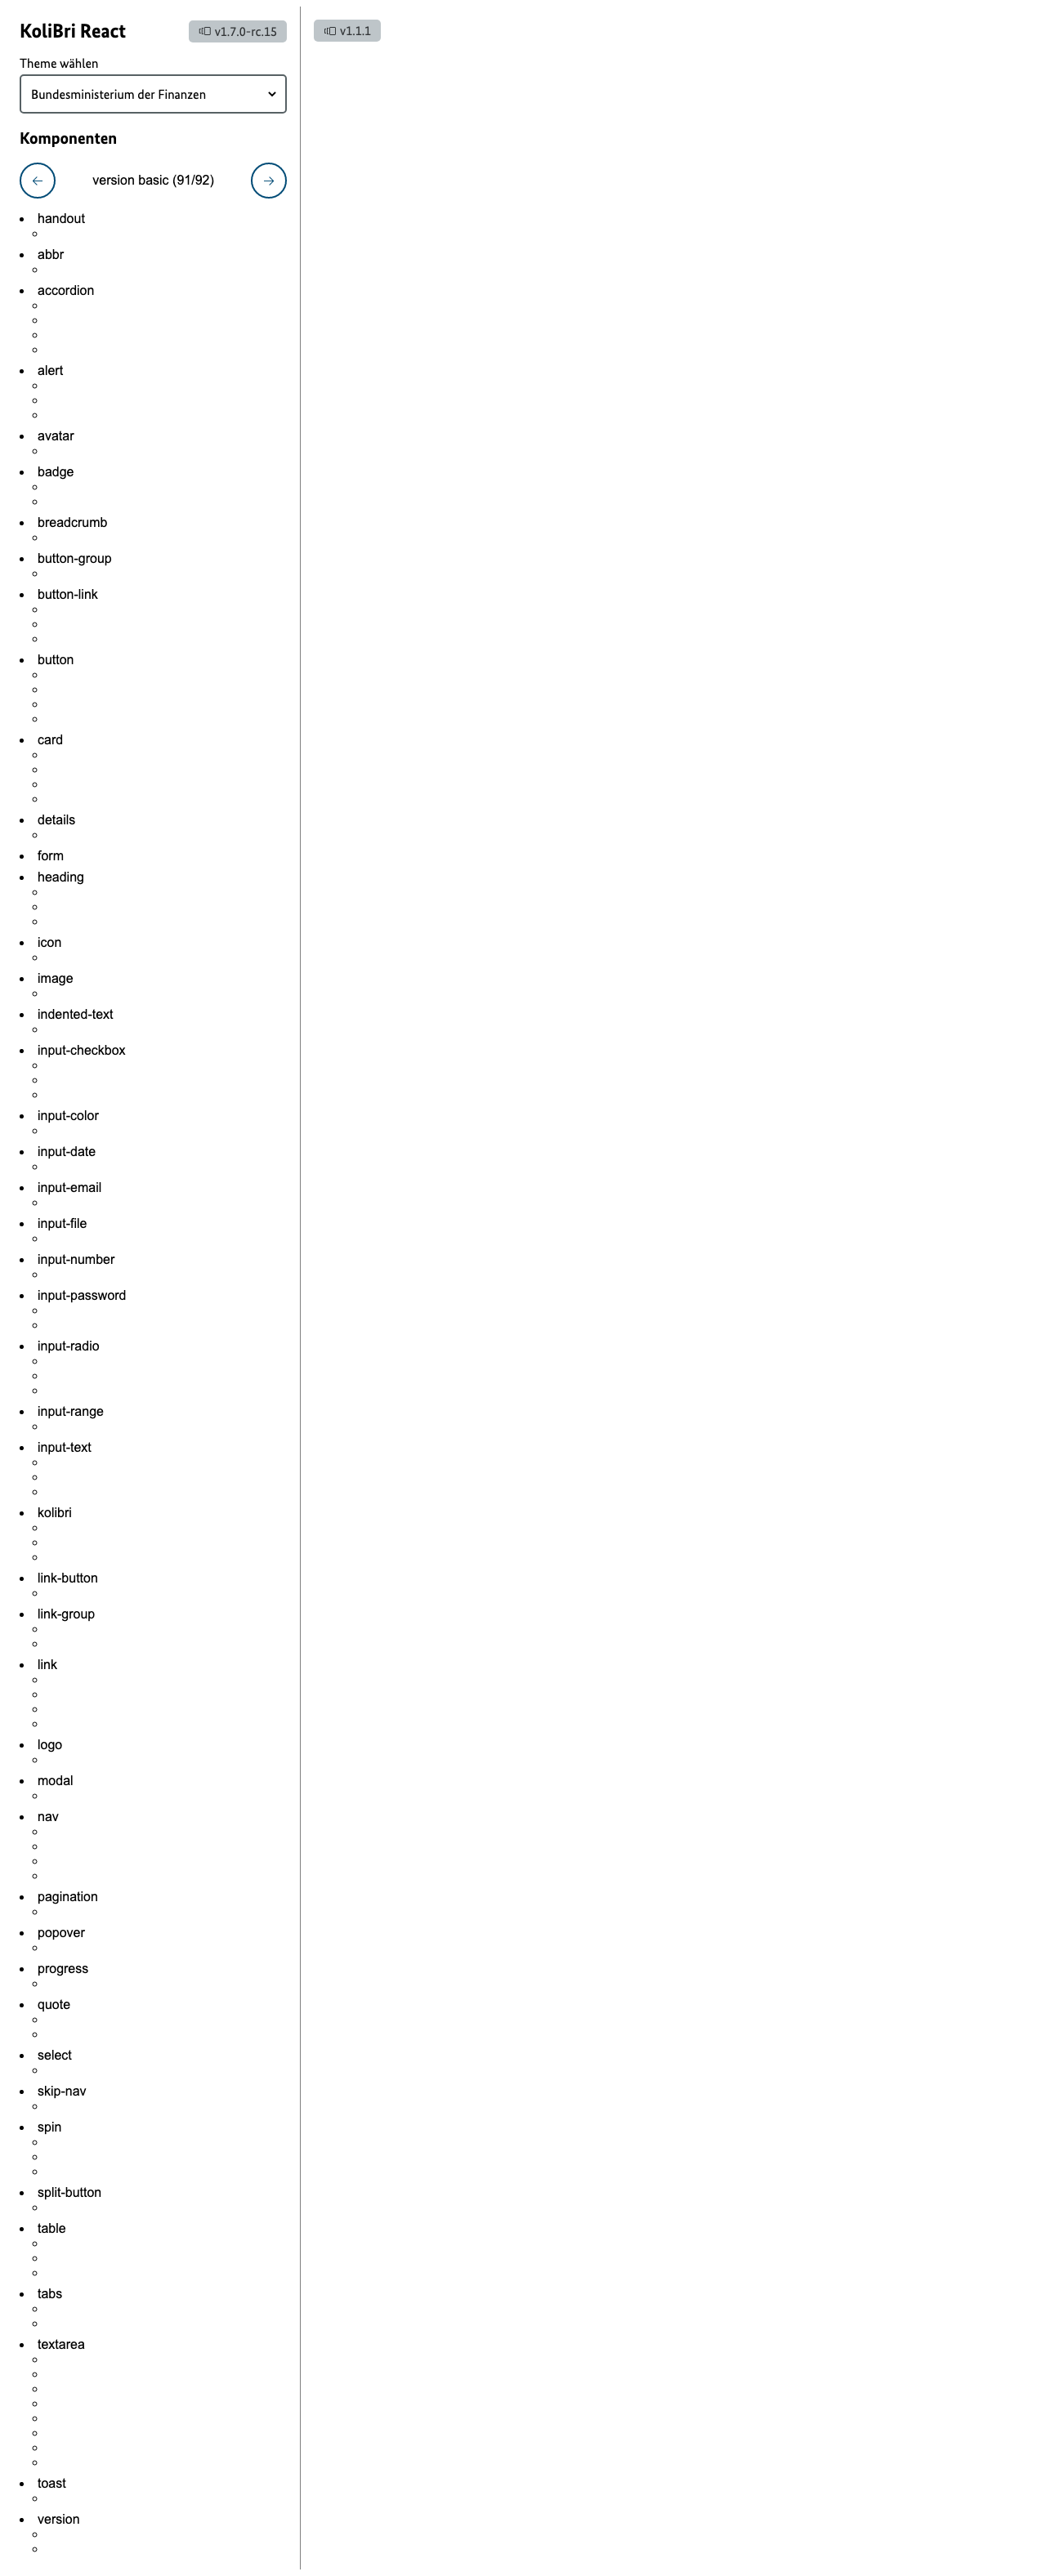 KoliBri React
v1.7.0-rc.15
Theme wählen
Bundesministerium der Finanzen
Komponenten
version basic (91/92)
handout
abbr
accordion
alert
avatar
badge
breadcrumb
button-group
button-link
button
card
details
form
heading
icon
image
indented-text
input-checkbox
input-color
input-date
input-email
input-file
input-number
input-password
input-radio
input-range
input-text
kolibri
link-button
link-group
link
logo
modal
nav
pagination
popover
progress
quote
select
skip-nav
spin
split-button
table
tabs
textarea
toast
version
v1.1.1